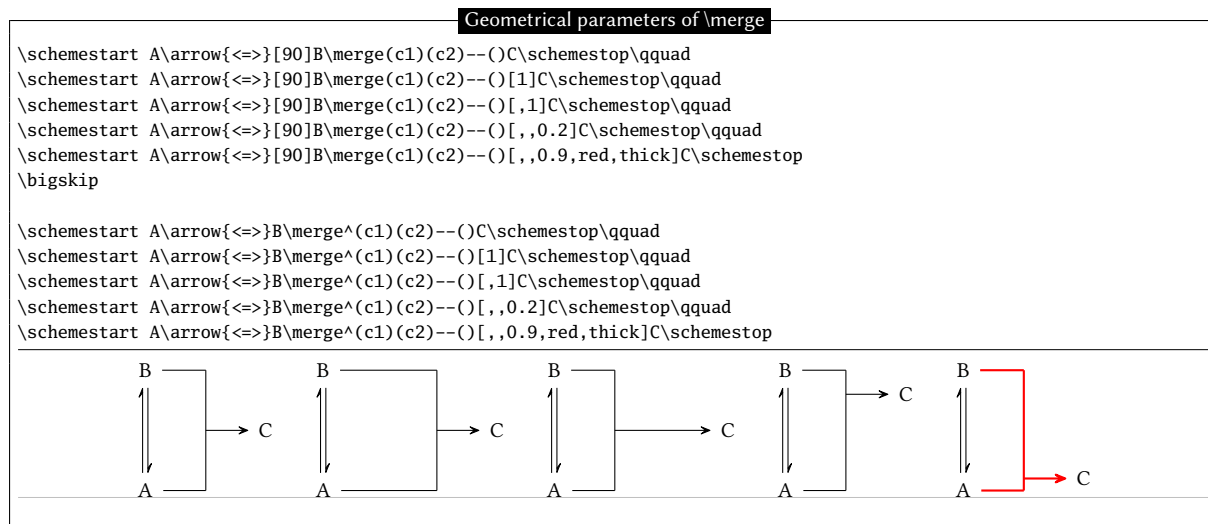 Geometrical parameters of \merge
\schemestart A\arrow{<=>}[90]B\merge(c1)(c2)--()C\schemestop\qquad
\schemestart A\arrow{<=>}[90]B\merge(c1)(c2)--()[1]C\schemestop\qquad
\schemestart A\arrow{<=>}[90]B\merge(c1)(c2)--()[,1]C\schemestop\qquad
\schemestart A\arrow{<=>}[90]B\merge(c1)(c2)--()[,,0.2]C\schemestop\qquad
\schemestart A\arrow{<=>}[90]B\merge(c1)(c2)--()[,,0.9,red,thick]C\schemestop
\bigskip
\schemestart A\arrow{<=>}B\merge^(c1)(c2)--()C\schemestop\qquad
\schemestart A\arrow{<=>}B\merge^(c1)(c2)--()[1]C\schemestop\qquad
\schemestart A\arrow{<=>}B\merge^(c1)(c2)--()[,1]C\schemestop\qquad
\schemestart A\arrow{<=>}B\merge^(c1)(c2)--()[,,0.2]C\schemestop\qquad
\schemestart A\arrow{<=>}B\merge^(c1)(c2)--()[,,0.9,red,thick]C\schemestop
B B B B B
C
C C C C
A A A A A